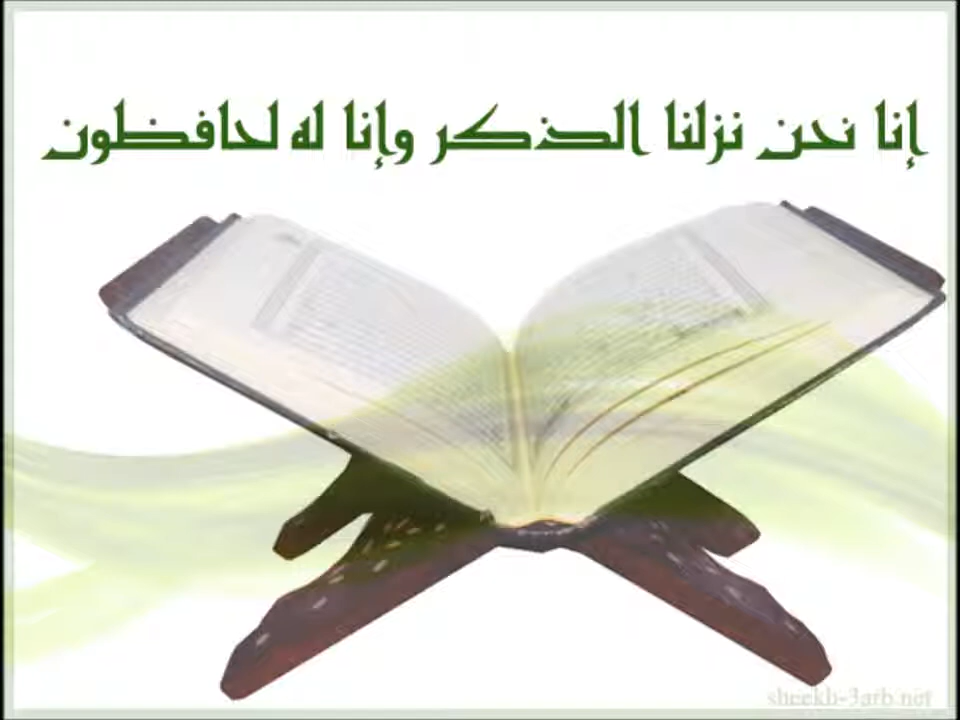 إنا نحن نزلنا الذكر وإنا له لحافظون
sheekh-3arb.net